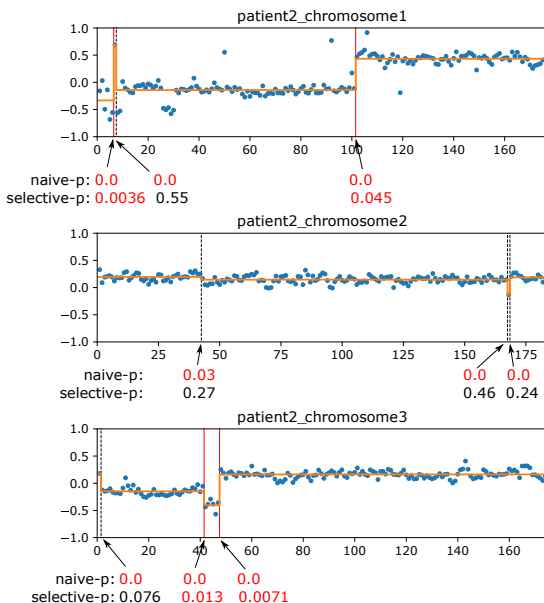 patient2_chromosome1
1.0
0.5
0.0
−0.5
−1.0
0 20 40 60 80 100 120 140 160
naive-p: 0.0 0.0 0.0
selective-p: 0.0036 0.55 0.045
patient2_chromosome2
1.0
0.5
0.0
−0.5
−1.0
0 25 50 75 100 125 150 175
naive-p: 0.03 0.0 0.0
selective-p: 0.27 0.46 0.24
patient2_chromosome3
1.0
0.5
0.0
−0.5
−1.0
0 20 40 60 80 100 120 140 160
naive-p: 0.0 0.0 0.0
selective-p: 0.076 0.013 0.0071